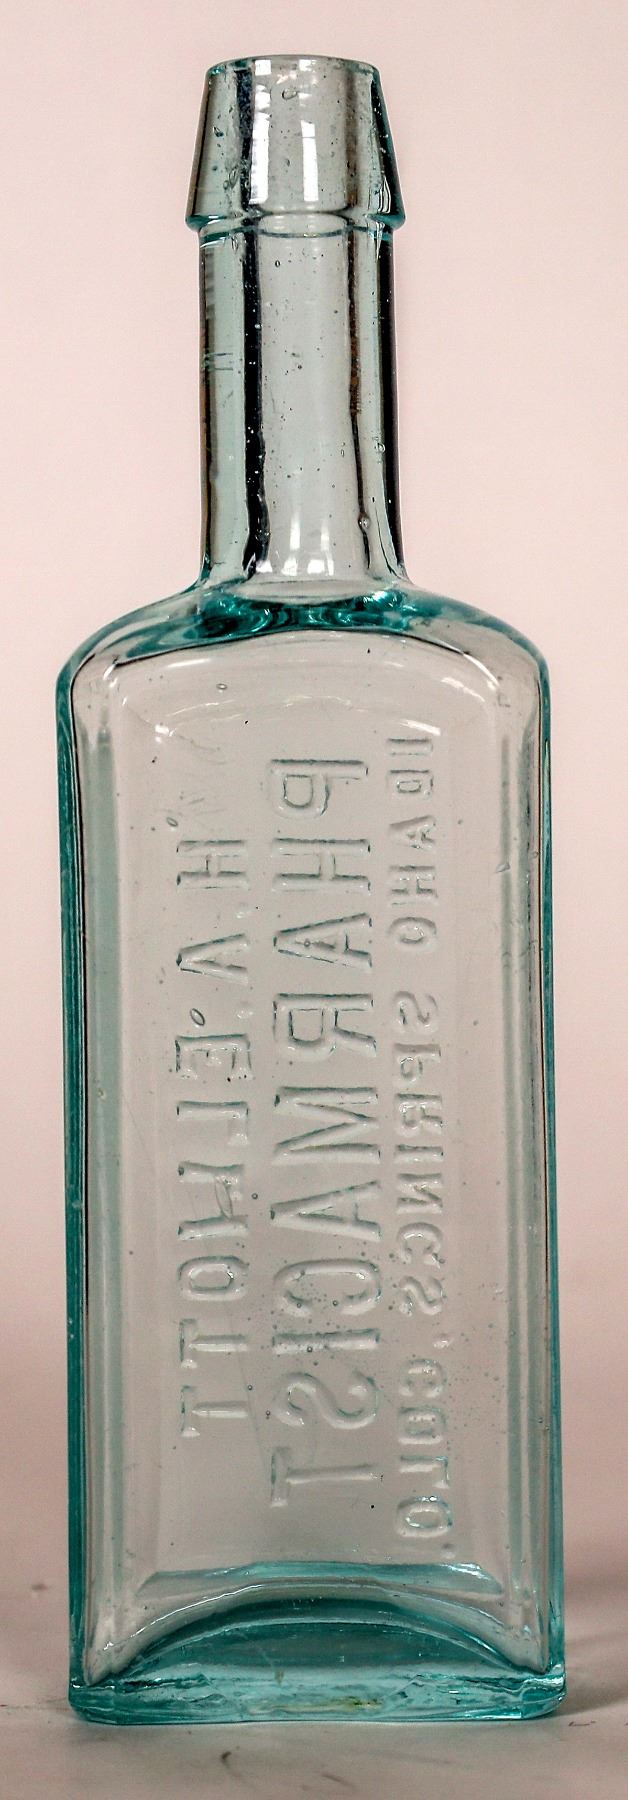 H.A. ELLIOTT
PHARMACIST
IDAHO SPRINGS, COLO.